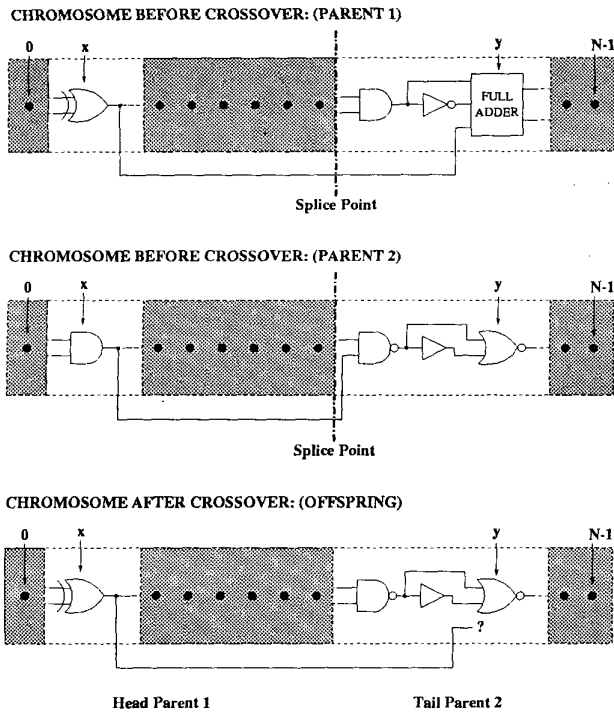 CHROMOSOME BEFORE CROSSOVER: (PARENT 1)
0 x y N-1
FULL
ADDER
Splice Point
CHROMOSOME BEFORE CROSSOVER: (PARENT 2)
0 x y N-1
Splice Point
CHROMOSOME AFTER CROSSOVER: (OFFSPRING)
0 x y N-1
?
Head Parent 1 Tail Parent 2